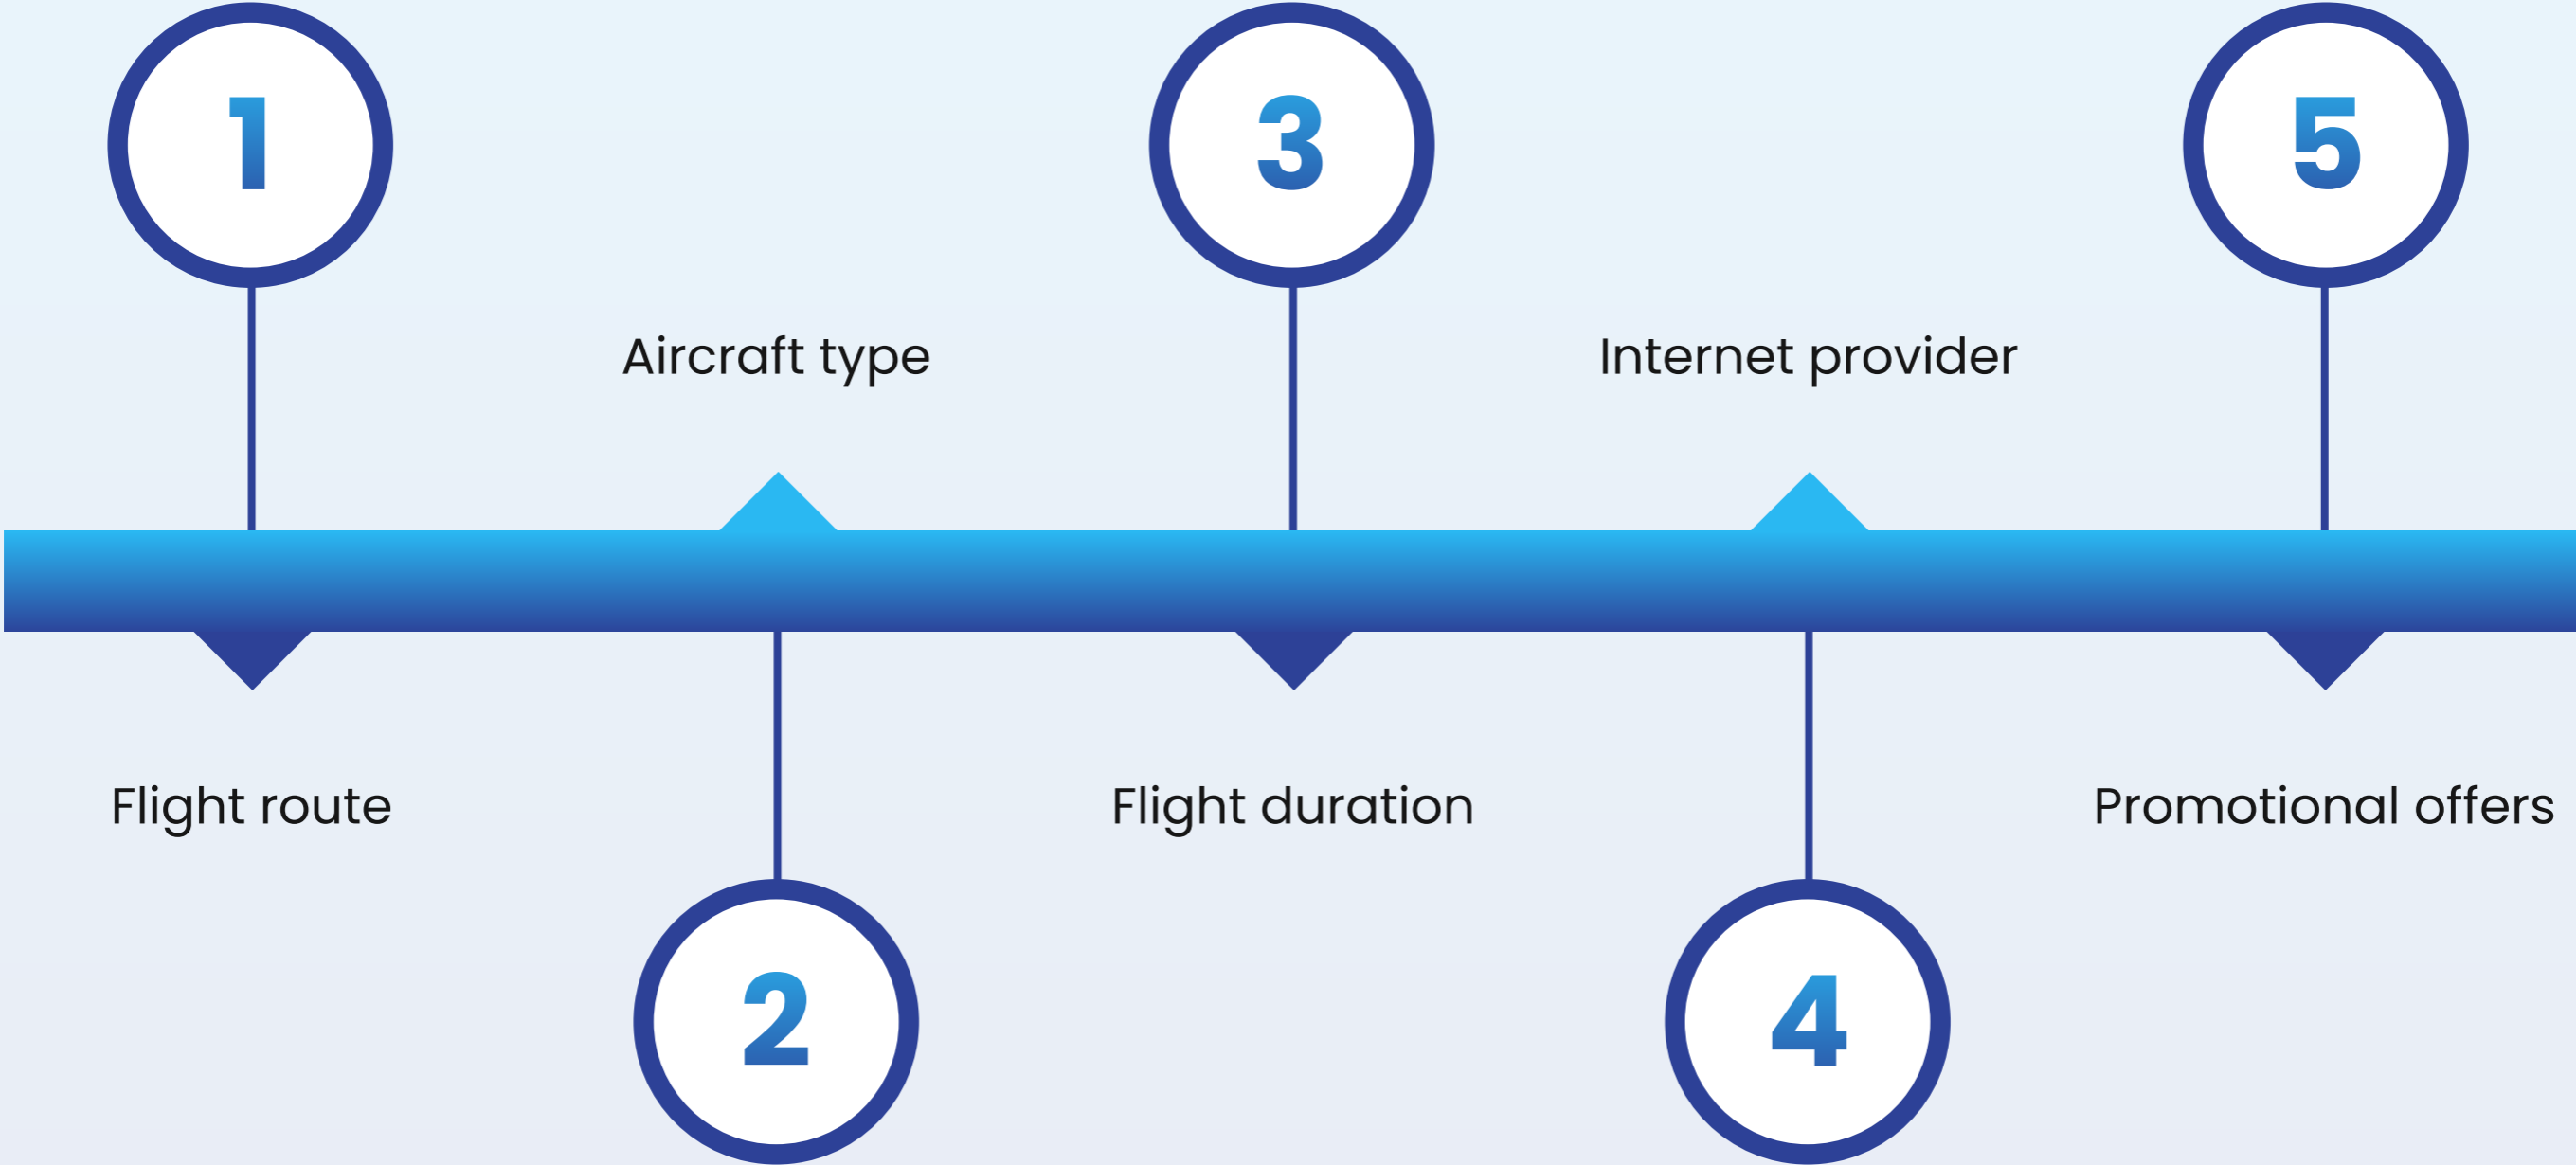 1
Flight route
2
Aircraft type
3
Flight duration
4
Internet provider
5
Promotional offers